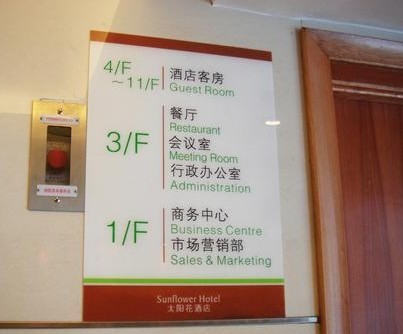 4/F
～11/F
酒店客房
Guest Room
3/F
餐厅
Restaurant
会议室
Meeting Room
行政办公室
Administration
1/F
商务中心
Business Centre
市场营销部
Sales & Marketing
Sunflower Hotel
太阳花酒店